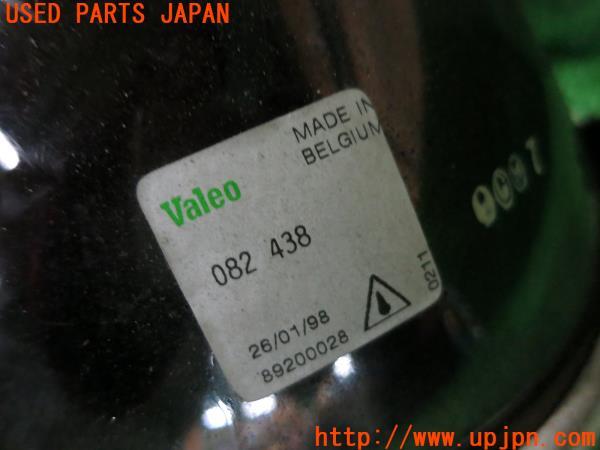 USED PARTS JAPAN
MADE IN
BELGIUM
Valeo
082 438
0211
26/01/98
89200028
http://www.upjpn.com